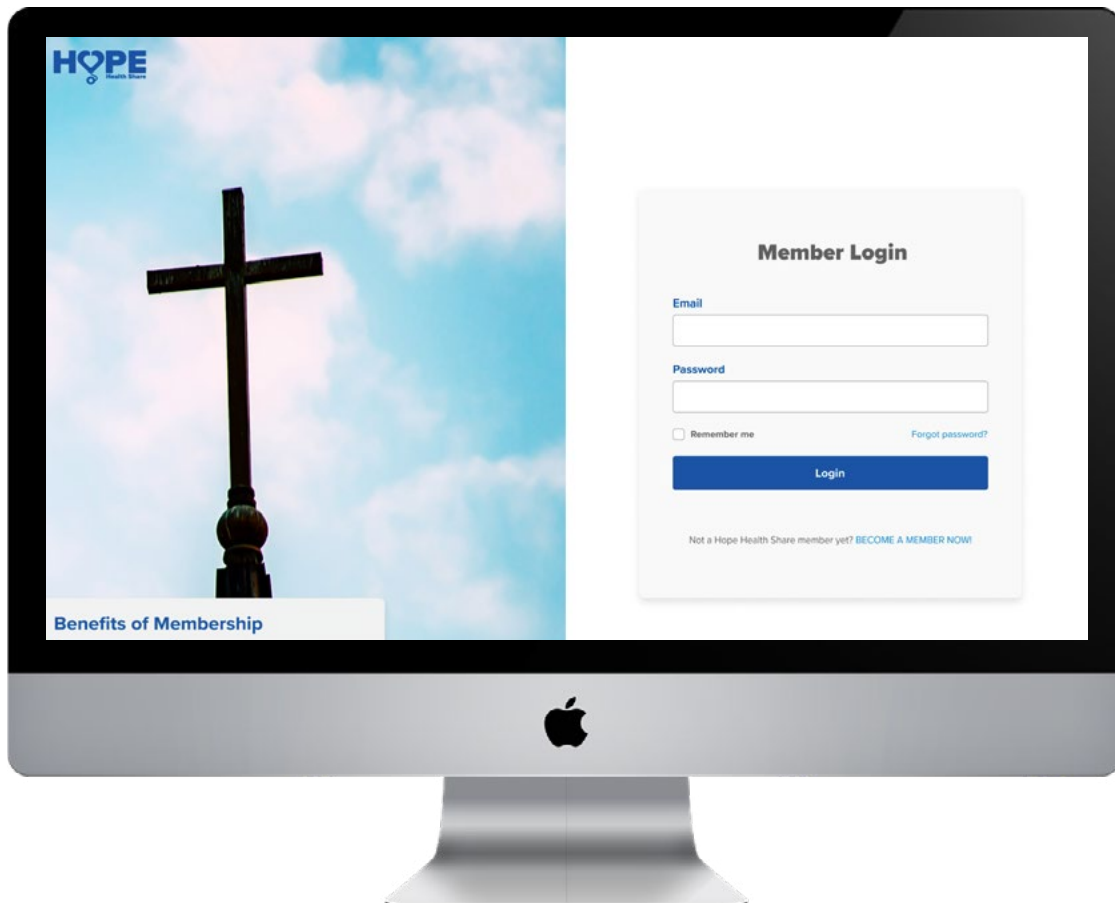 HOPE
Health Share
Benefits of Membership
Member Login
Email
Password
Remember me
Forgot password?
Login
Not a Hope Health Share member yet? BECOME A MEMBER NOW!